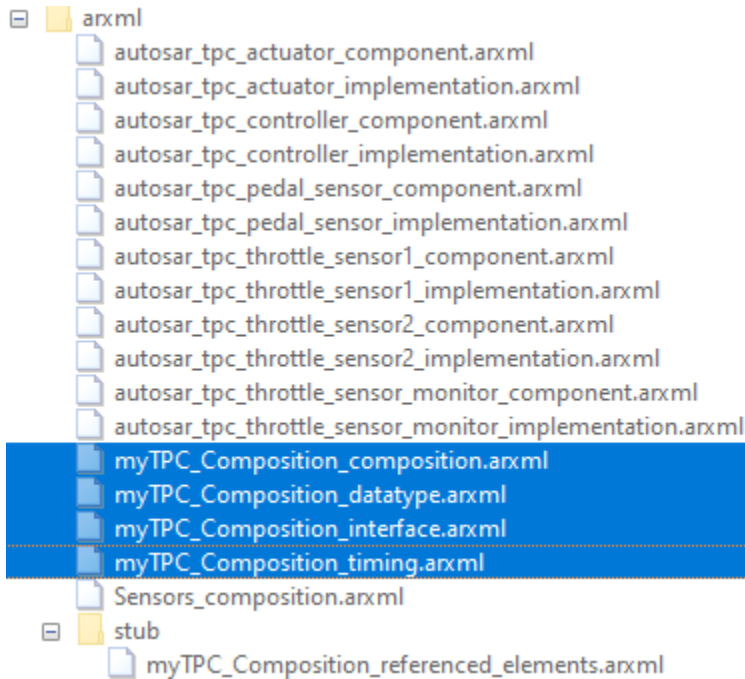 arxml
autosar_tpc_actuator_component.arxml
autosar_tpc_actuator_implementation.arxml
autosar_tpc_controller_component.arxml
autosar_tpc_controller_implementation.arxml
autosar_tpc_pedal_sensor_component.arxml
autosar_tpc_pedal_sensor_implementation.arxml
autosar_tpc_throttle_sensor1_component.arxml
autosar_tpc_throttle_sensor1_implementation.arxml
autosar_tpc_throttle_sensor2_component.arxml
autosar_tpc_throttle_sensor2_implementation.arxml
autosar_tpc_throttle_sensor_monitor_component.arxml
autosar_tpc_throttle_sensor_monitor_implementation.arxml
myTPC_Composition_composition.arxml
myTPC_Composition_datatype.arxml
myTPC_Composition_interface.arxml
myTPC_Composition_timing.arxml
Sensors_composition.arxml
stub
myTPC_Composition_referenced_elements.arxml